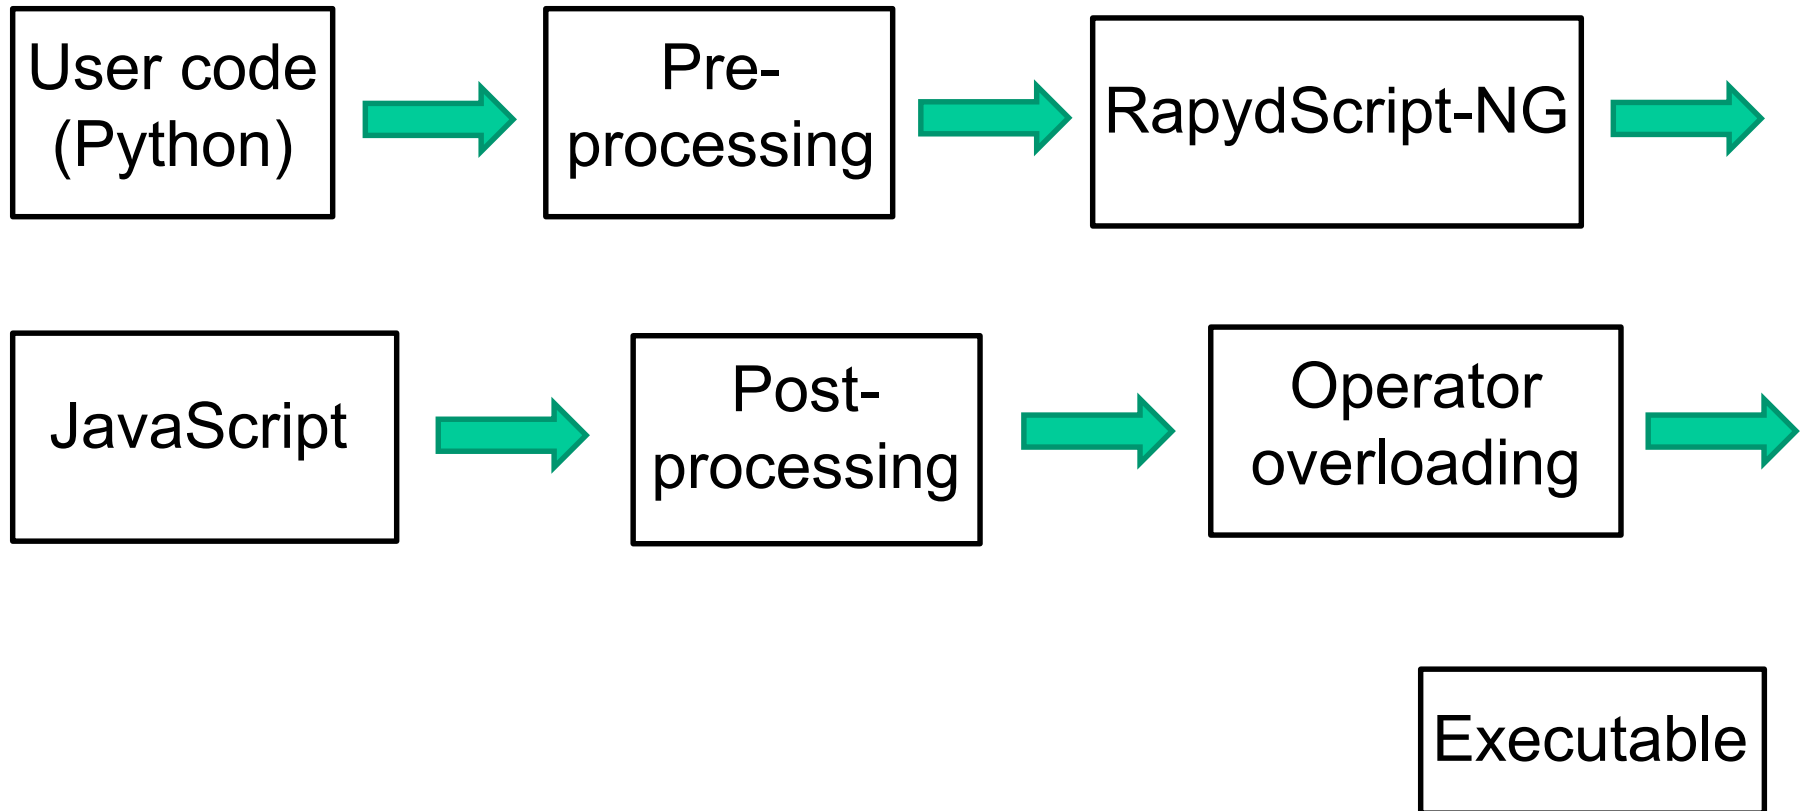 User code
(Python)
Pre-
processing
RapydScript-NG
JavaScript
Post-
processing
Operator
overloading
Executable